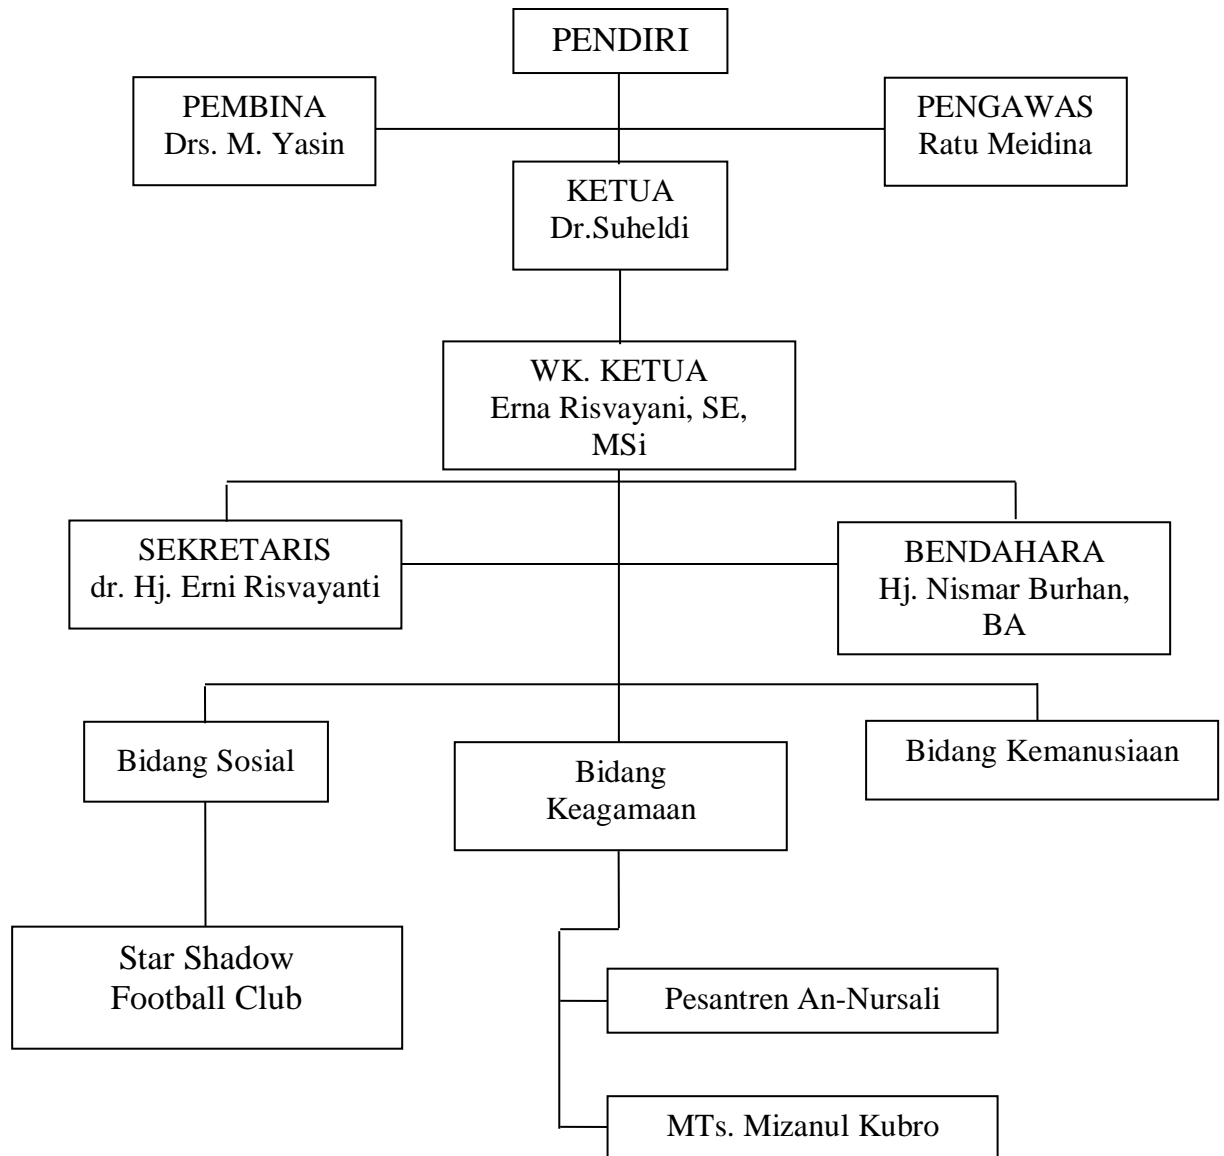 PENDIRI
PEMBINA
Drs. M. Yasin
PENGAWAS
Ratu Meidina
KETUA
Dr.Suheldi
WK. KETUA
Erna Risvayani, SE,
MSi
SEKRETARIS
dr. Hj. Erni Risvayanti
BENDAHARA
Hj. Nismar Burhan,
BA
Bidang Sosial
Bidang
Keagamaan
Bidang Kemanusiaan
Star Shadow
Football Club
Pesantren An-Nursali
MTs. Mizanul Kubro